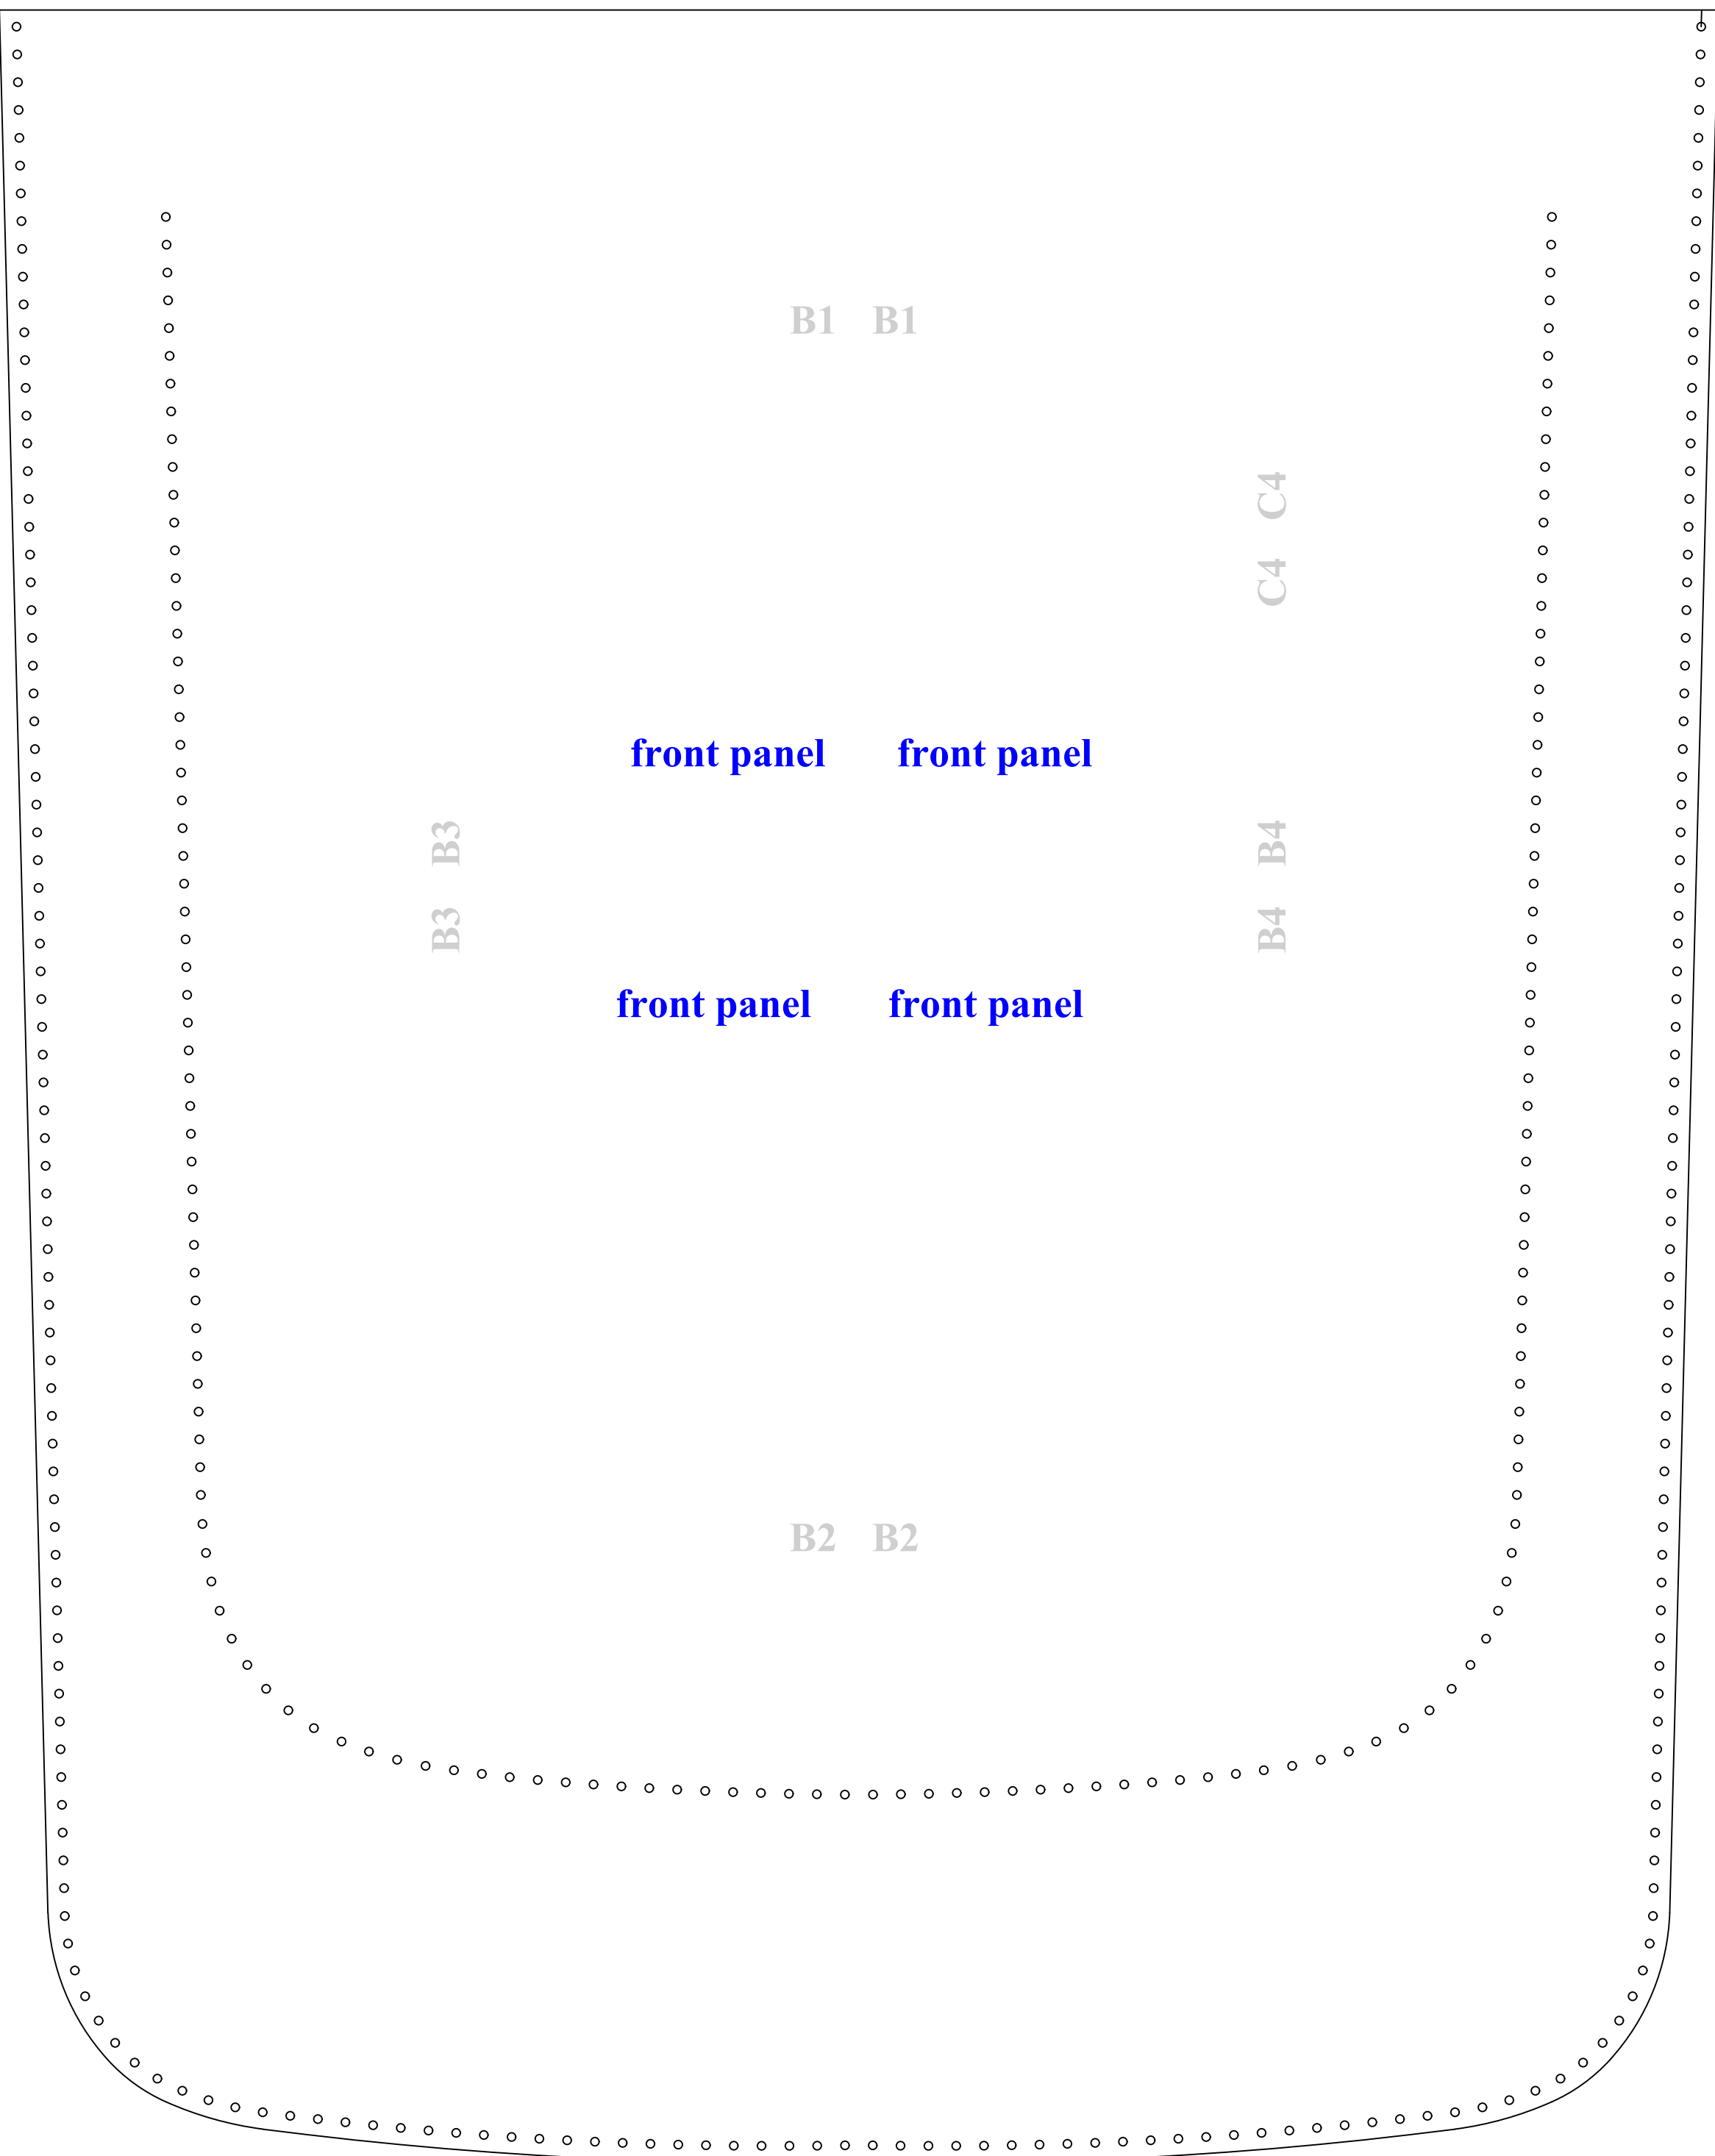 B1 B1
C4
C4
front panel front panel
B3 B4
B3 B4
front panel front panel
B2 B2